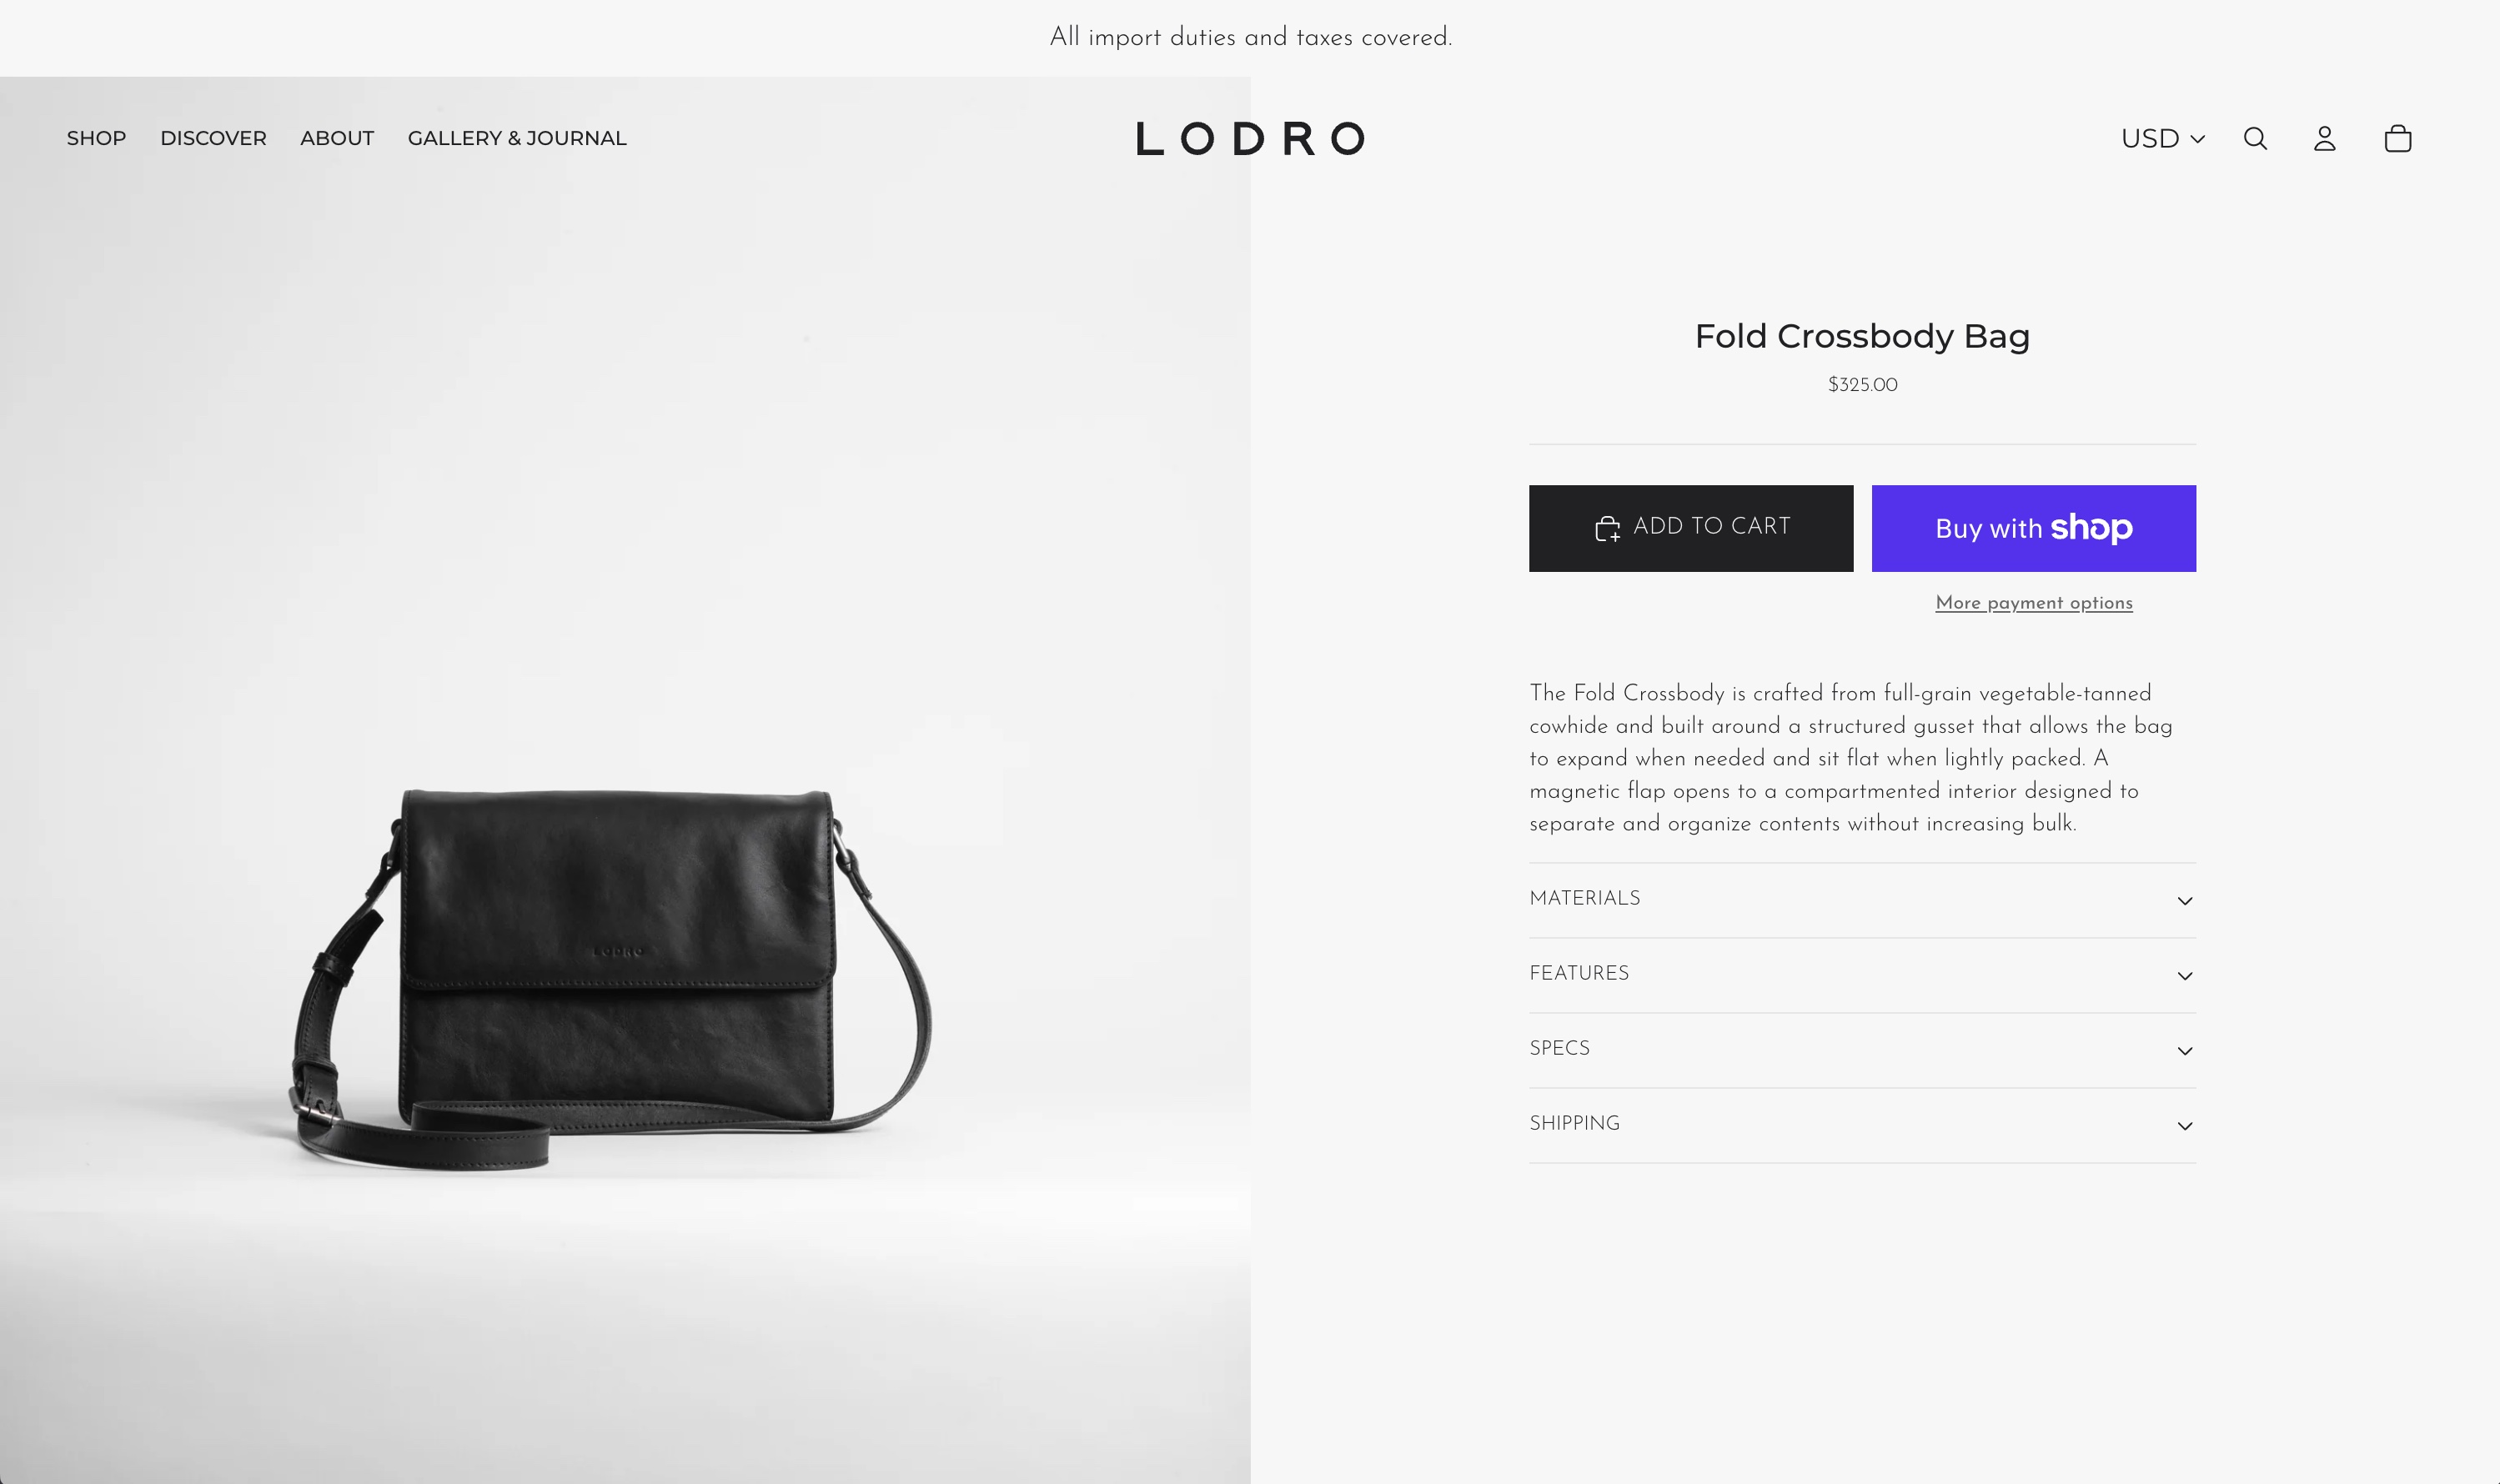 All import duties and taxes covered.
SHOP DISCOVER ABOUT GALLERY & JOURNAL
LODRO
USD
Fold Crossbody Bag
$325.00
ADD TO CART
Buy with shop
More payment options
The Fold Crossbody is crafted from full-grain vegetable-tanned
cowhide and built around a structured gusset that allows the bag
to expand when needed and sit flat when lightly packed. A
magnetic flap opens to a compartmented interior designed to
separate and organize contents without increasing bulk.
LODRO
MATERIALS
FEATURES
SPECS
SHIPPING